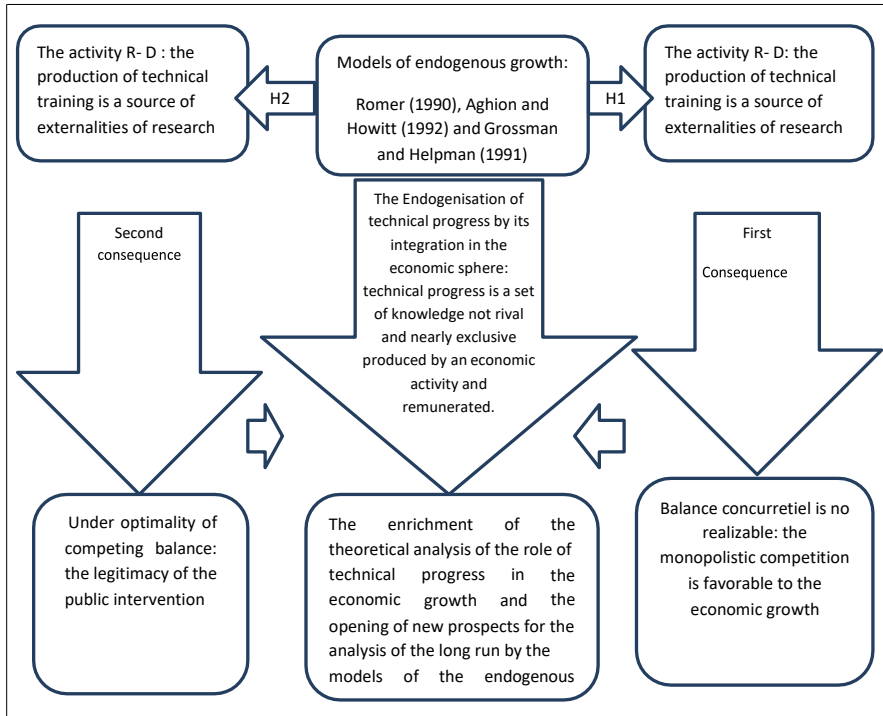 The activity R- D : the
production of technical
training is a source of
externalities of research
H2
Models of endogenous growth:
Romer (1990), Aghion and
Howitt (1992) and Grossman
and Helpman (1991)
H1
The activity R- D: the
production of technical
training is a source of
externalities of research
Second
consequence
The Endogenisation of
technical progress by its
integration in the
economic sphere:
technical progress is a set
of knowledge not rival
and nearly exclusive
produced by an economic
activity and
remunerated.
First
Consequence
Under optimality of
competing balance:
the legitimacy of the
public intervention
The enrichment of the
theoretical analysis of the role of
technical progress in the
economic growth and the
opening of new prospects for the
analysis of the long run by the
models of the endogenous
Balance concurretiel is no
realizable: the
monopolistic competition
is favorable to the
economic growth